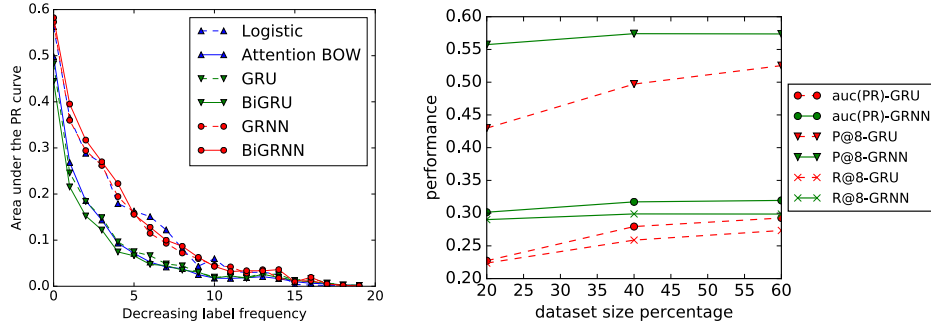 Area under the PR curve
0.6
0.5
0.4
0.3
0.2
0.1
0.0
0
5
10
15
20
Decreasing label frequency
Logistic
Attention BOW
GRU
BiGRU
GRNN
BiGRNN
performance
0.60
0.55
0.50
0.45
0.40
0.35
0.30
0.25
0.20
20
25
30
35
40
45
50
55
60
dataset size percentage
auc(PR)-GRU
auc(PR)-GRNN
P@8-GRU
P@8-GRNN
R@8-GRU
R@8-GRNN